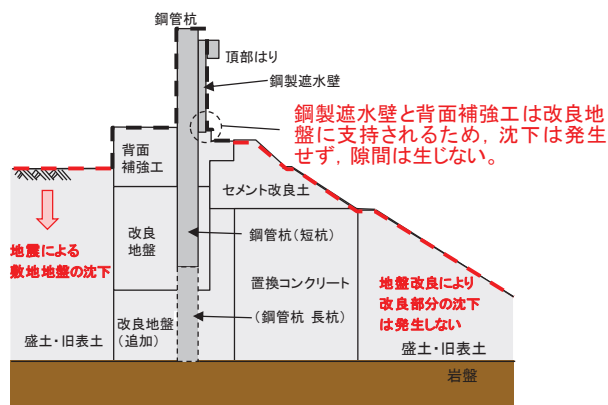 鋼管杭
頂部はり
鋼製遮水壁
鋼製遮水壁と背面補強工は改良地
盤に支持されるため，沈下は発生
せず，隙間は生じない。
背面
補強工
セメント改良土
改良
地盤
鋼管杭(短杭)
地震による
敷地地盤の沈下
置換コンクリート
地盤改良により
改良部分の沈下
は発生しない
改良地盤
(追加)
(鋼管杭 長杭)
盛土・旧表土
盛土・旧表土
岩盤